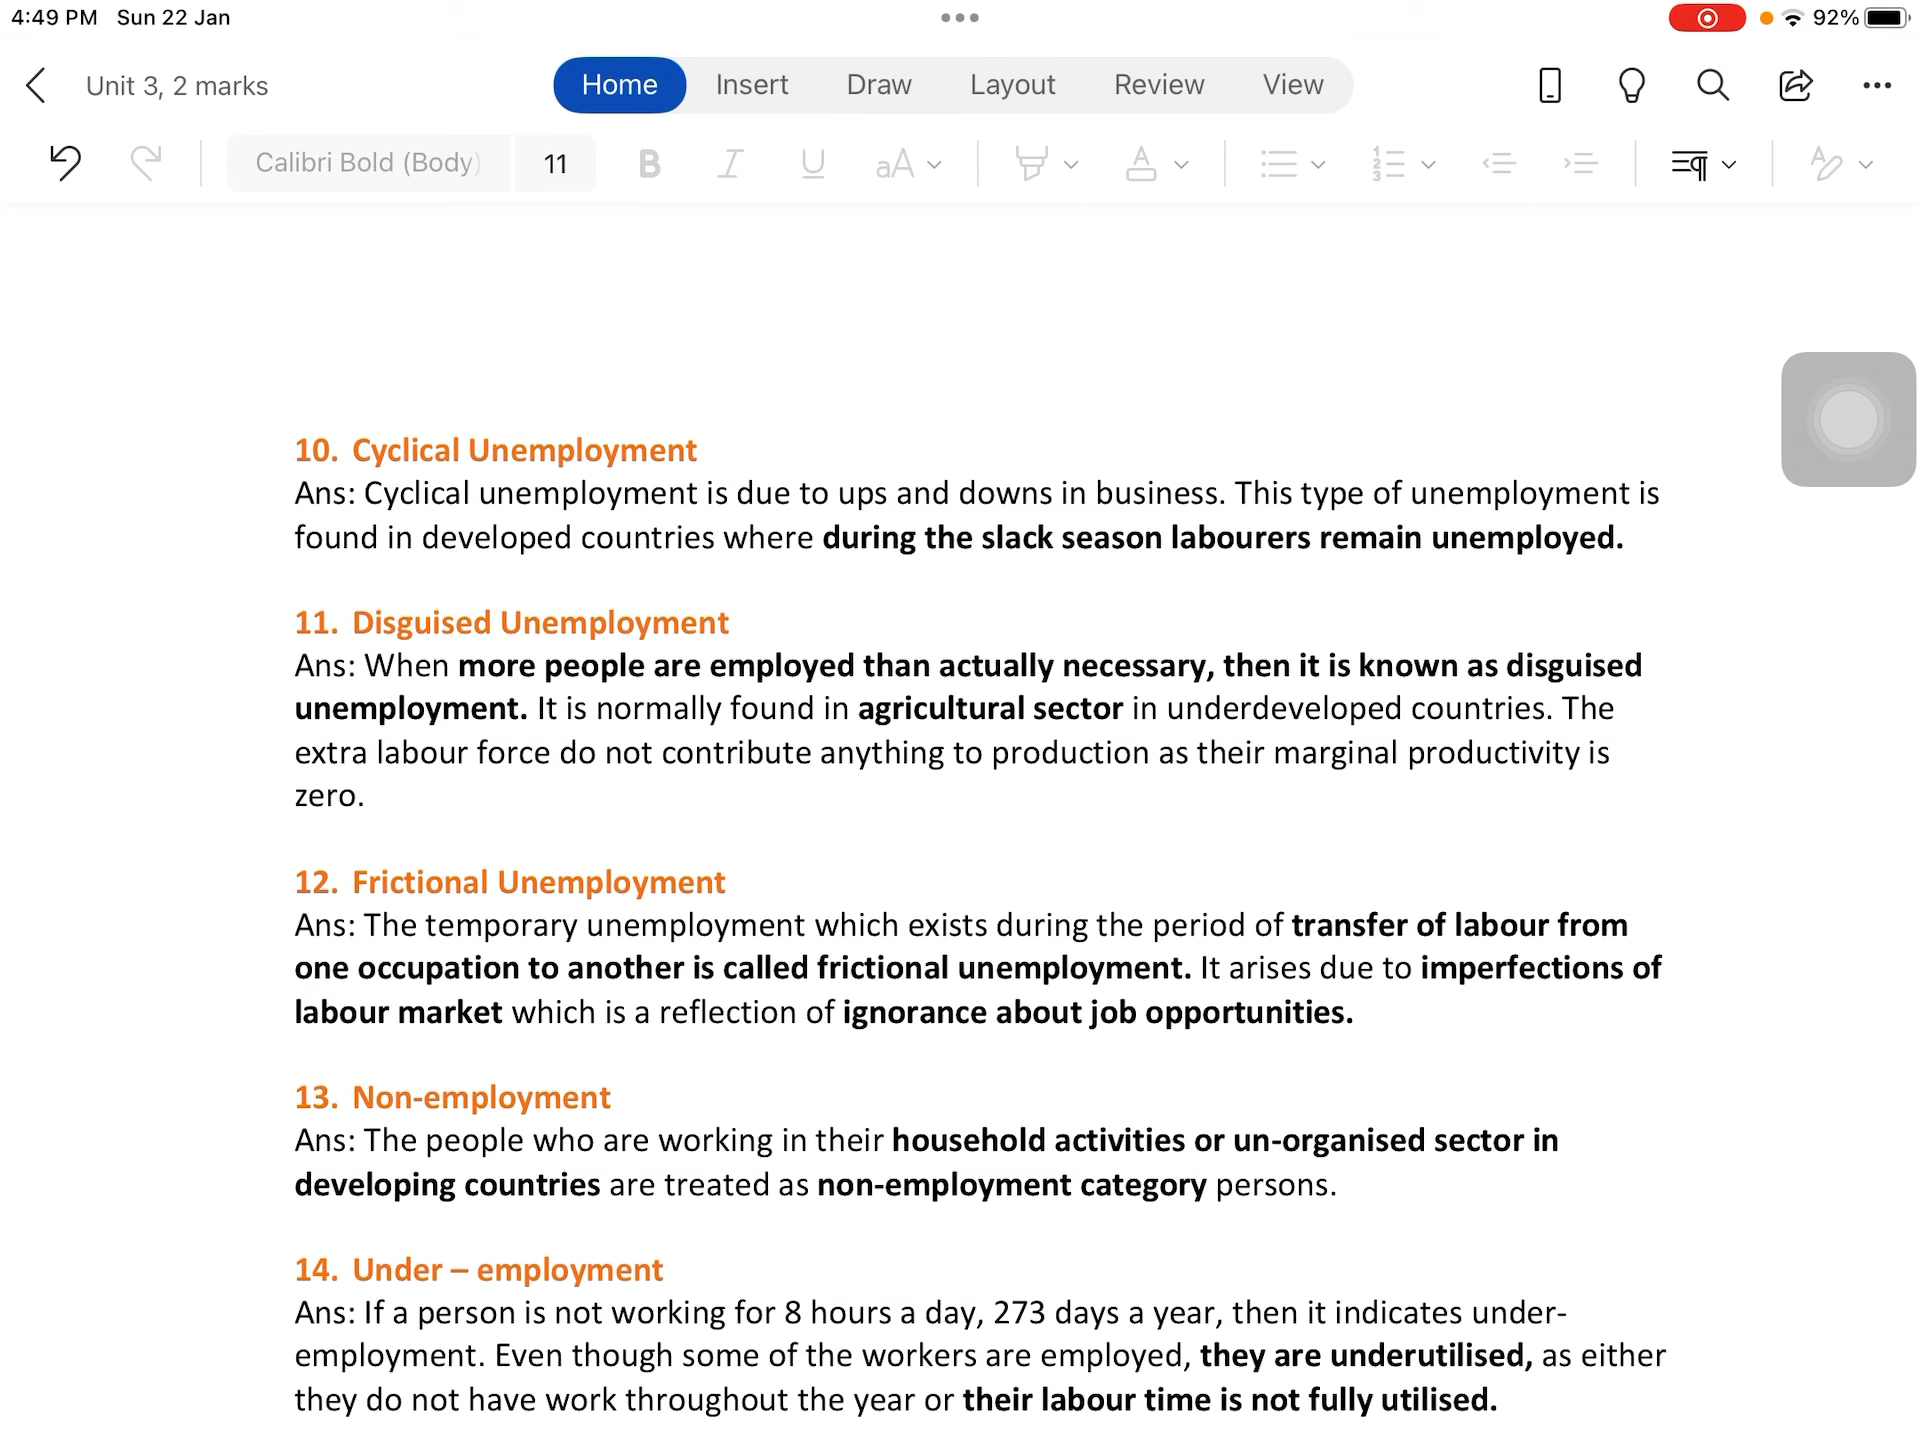 4:49 PM Sun 22 Jan
92%
Unit 3, 2 marks
Home Insert Draw Layout Review View
Calibri Bold (Body) 11 B I U aA A
10. Cyclical Unemployment
Ans: Cyclical unemployment is due to ups and downs in business. This type of unemployment is
found in developed countries where during the slack season labourers remain unemployed.
11. Disguised Unemployment
Ans: When more people are employed than actually necessary, then it is known as disguised
unemployment. It is normally found in agricultural sector in underdeveloped countries. The
extra labour force do not contribute anything to production as their marginal productivity is
zero.
12. Frictional Unemployment
Ans: The temporary unemployment which exists during the period of transfer of labour from
one occupation to another is called frictional unemployment. It arises due to imperfections of
labour market which is a reflection of ignorance about job opportunities.
13. Non-employment
Ans: The people who are working in their household activities or un-organised sector in
developing countries are treated as non-employment category persons.
14. Under – employment
Ans: If a person is not working for 8 hours a day, 273 days a year, then it indicates under-
employment. Even though some of the workers are employed, they are underutilised, as either
they do not have work throughout the year or their labour time is not fully utilised.